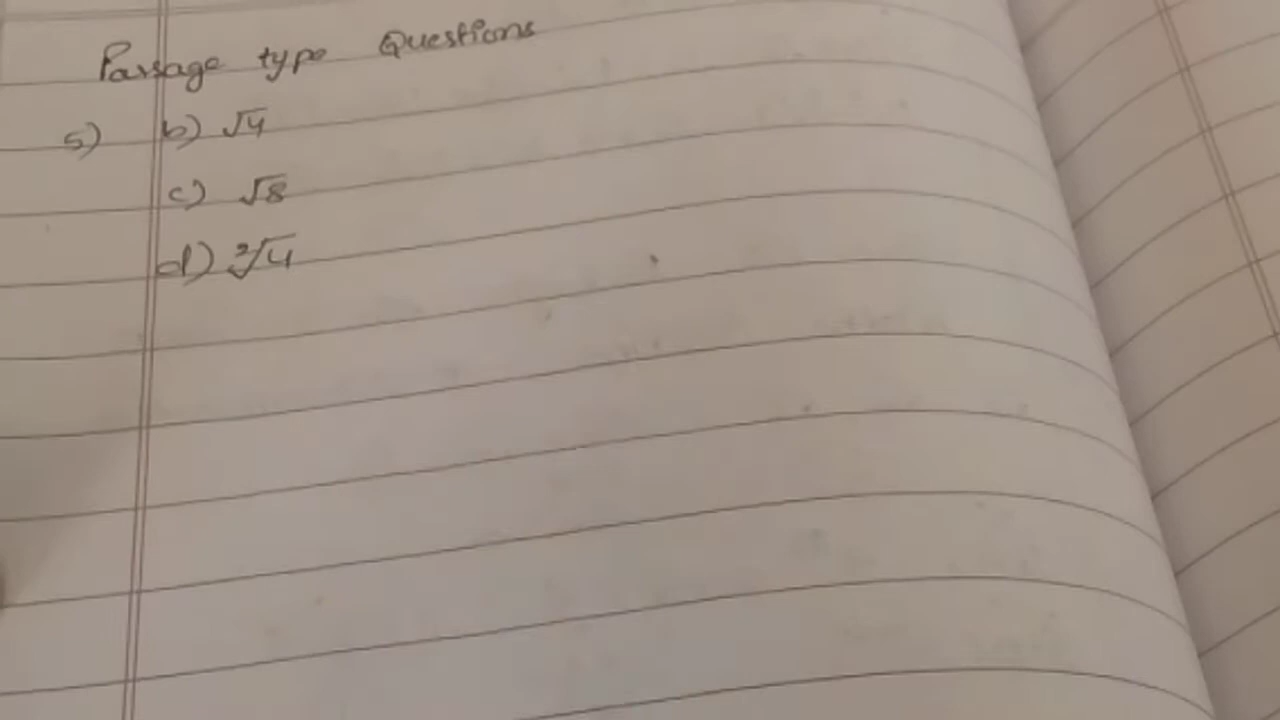 Passage type Questions
5) b) √4
c) √8
d) ∛4